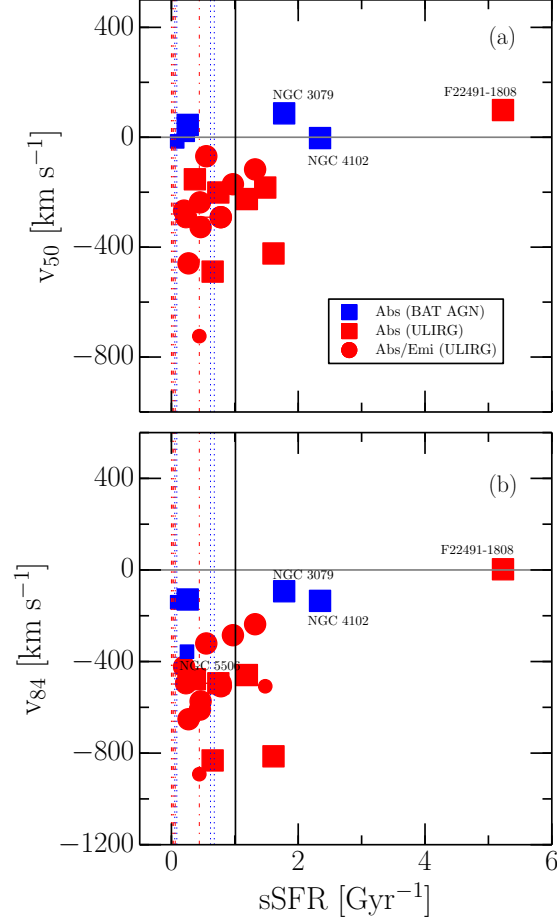 400
(a)
NGC 3079
F22491-1808
0
NGC 4102
v50 [km s−1]
−400
Abs (BAT AGN)
Abs (ULIRG)
Abs/Emi (ULIRG)
−800
400
(b)
F22491-1808
0
NGC 3079
NGC 4102
v84 [km s−1]
−400
NGC 5506
−800
−1200
0 2 4 6
sSFR [Gyr−1]